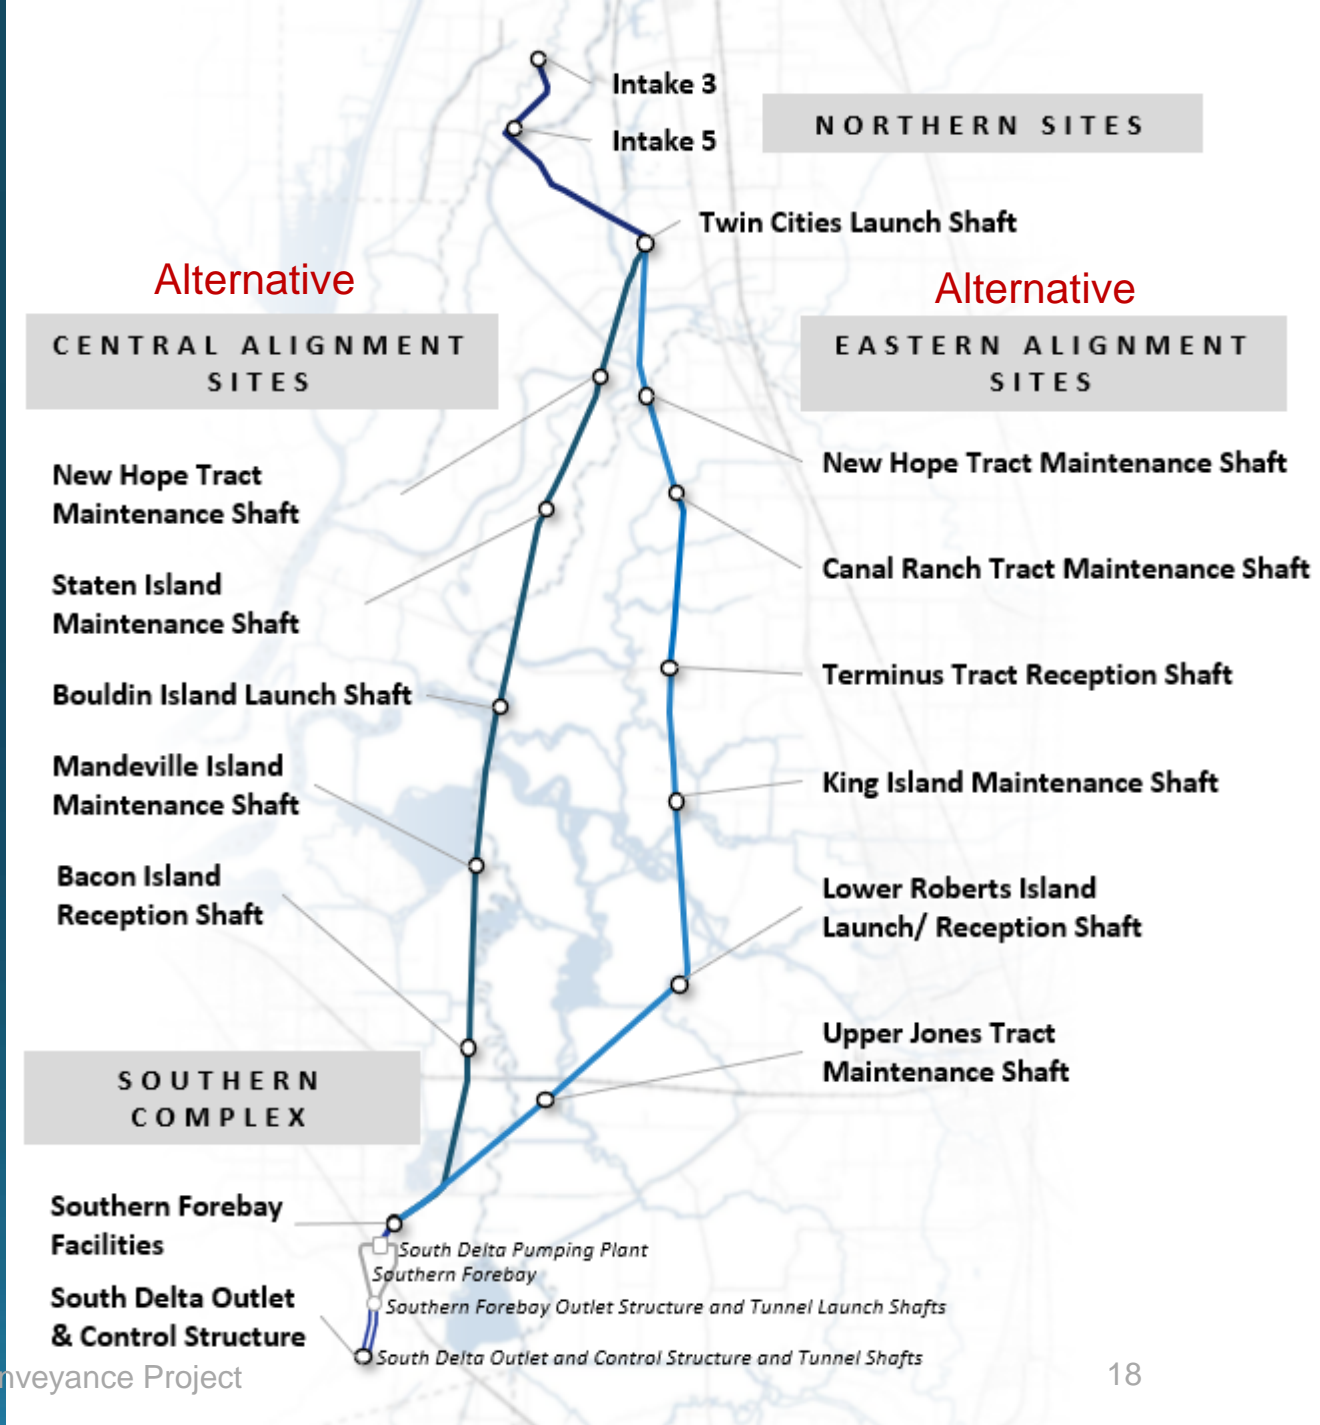 Intake 3
Intake 5
NORTHERN SITES
Twin Cities Launch Shaft
Alternative
CENTRAL ALIGNMENT
SITES
Alternative
EASTERN ALIGNMENT
SITES
New Hope Tract
Maintenance Shaft
Staten Island
Maintenance Shaft
Bouldin Island Launch Shaft
Mandeville Island
Maintenance Shaft
Bacon Island
Reception Shaft
New Hope Tract Maintenance Shaft
Canal Ranch Tract Maintenance Shaft
Terminus Tract Reception Shaft
King Island Maintenance Shaft
Lower Roberts Island
Launch/ Reception Shaft
Upper Jones Tract
Maintenance Shaft
SOUTHERN
COMPLEX
Southern Forebay
Facilities
South Delta Outlet
& Control Structure
South Delta Pumping Plant
Southern Forebay
Southern Forebay Outlet Structure and Tunnel Launch Shafts
South Delta Outlet and Control Structure and Tunnel Shafts
nveyance Project
18